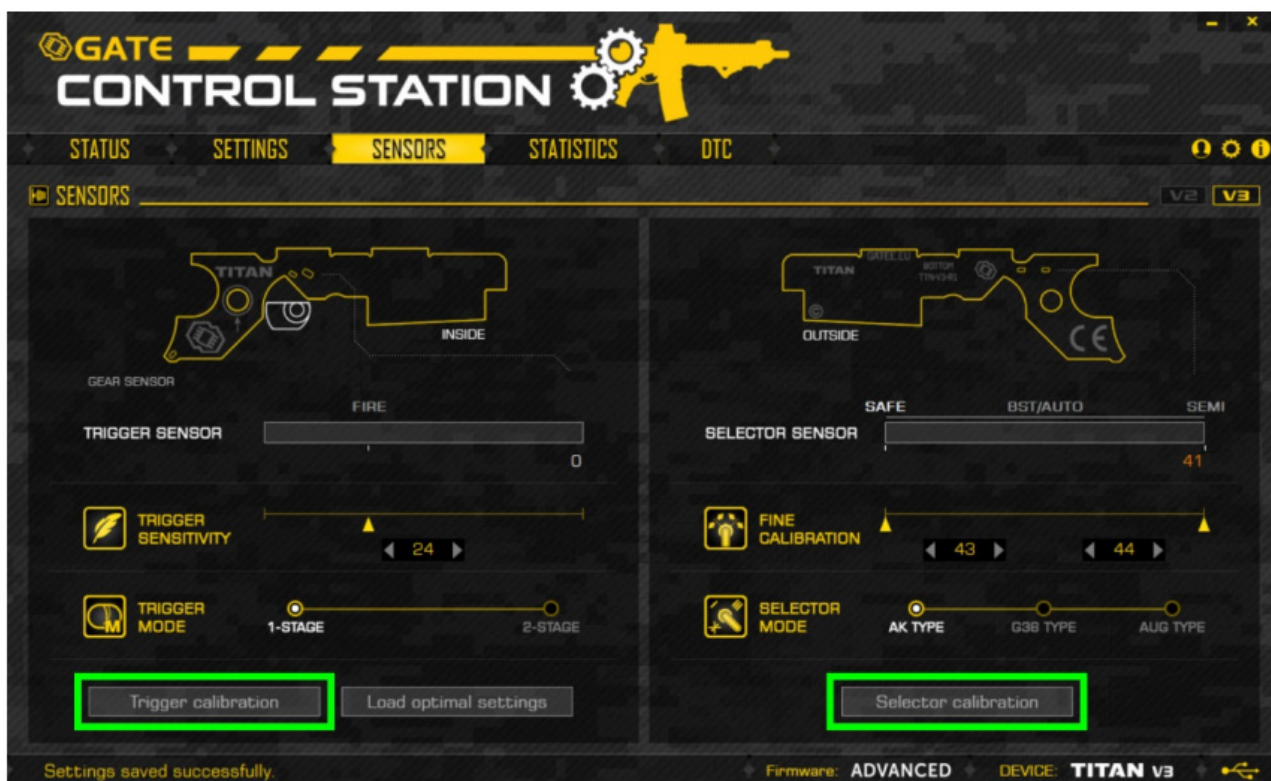 GATE
CONTROL STATION
STATUS SETTINGS SENSORS STATISTICS DTC
SENSORS V2 V3
TITAN
INSIDE
GEAR SENSOR
FIRE
TRIGGER SENSOR
0
TRIGGER SENSITIVITY
24
TRIGGER MODE
1-STAGE 2-STAGE
Trigger calibration Load optimal settings
TITAN GATEE.EU BOTTOM
OUTSIDE
CE
SAFE BST/AUTO SEMI
SELECTOR SENSOR
41
FINE CALIBRATION
43 44
SELECTOR MODE
AK TYPE G36 TYPE AUG TYPE
Selector calibration
Settings saved successfully. Firmware: ADVANCED DEVICE: TITAN V3